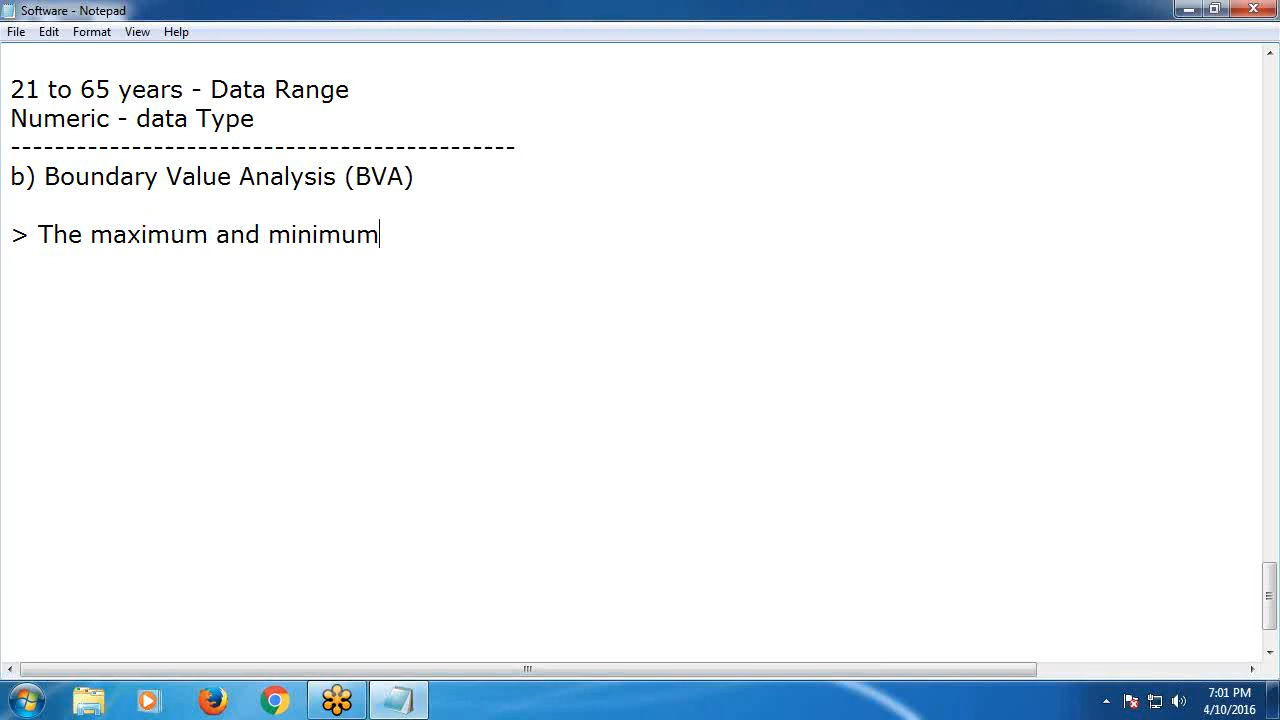 Software - Notepad
File Edit Format View Help
21 to 65 years - Data Range
Numeric - data Type
----------------------------------------------
b) Boundary Value Analysis (BVA)
> The maximum and minimum
7:01 PM
4/10/2016